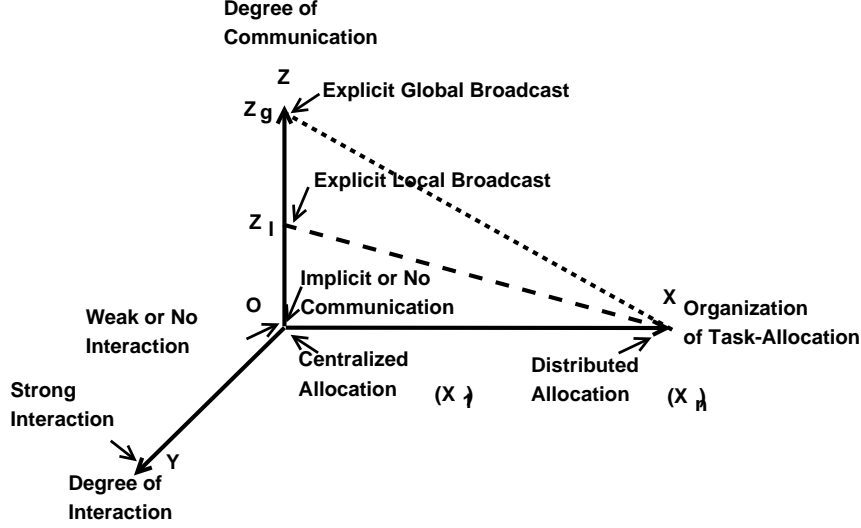 Degree of
Communication
Z
Z g
Explicit Global Broadcast
Explicit Local Broadcast
Z l
Implicit or No
Communication
O
X
Organization
of Task-Allocation
Weak or No
Interaction
Centralized
Allocation
(X 1)
Distributed
Allocation
(X n)
Strong
Interaction
Y
Degree of
Interaction